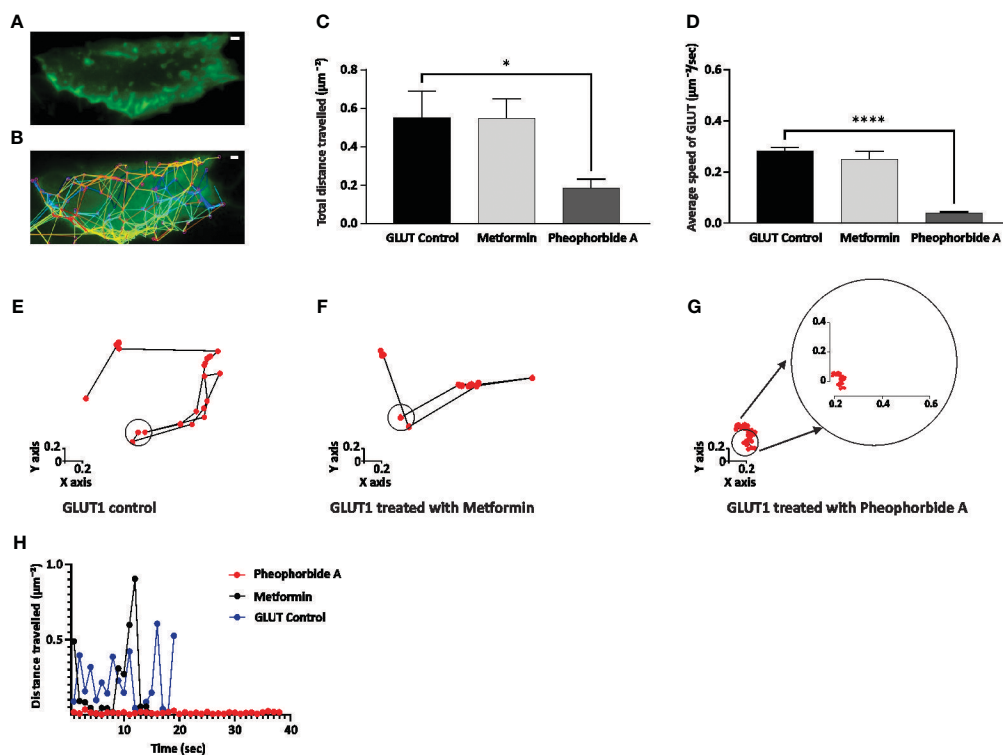 A
B
C
Total distance travelled (µm⁻²)
0.8
0.6
0.4
0.2
0.0
*
GLUT Control Metformin Pheophorbide A
D
Average speed of GLUT (µm⁻²/sec)
0.6
0.4
0.2
0.0
****
GLUT Control Metformin Pheophorbide A
E
Y axis
0.2
0
0.2
X axis
GLUT1 control
F
Y axis
0.2
0
0.2
X axis
GLUT1 treated with Metformin
G
0.4
0.2
0
0.2 0.4 0.6
Y axis
0.2
0
0.2
X axis
GLUT1 treated with Pheophorbide A
H
Distance travelled (µm⁻²)
1.0
0.5
10 20 30 40
Time (sec)
Pheophorbide A
Metformin
GLUT Control